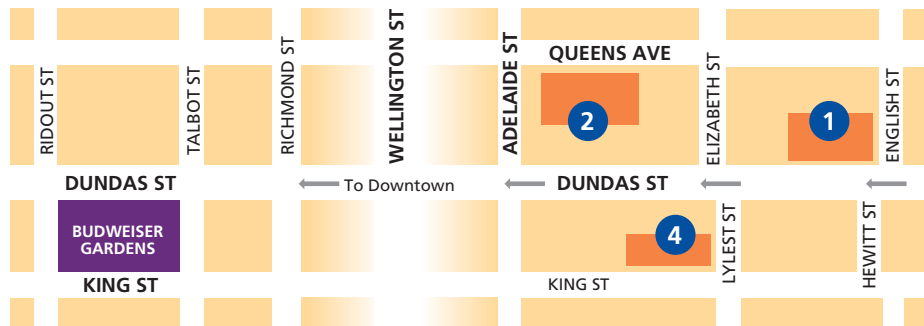 RIDOUT ST
TALBOT ST
RICHMOND ST
WELLINGTON ST
ADELAIDE ST
QUEENS AVE
ELIZABETH ST
ENGLISH ST
2
1
DUNDAS ST
To Downtown
DUNDAS ST
BUDWEISER
GARDENS
4
LYLEST ST
HEWITT ST
KING ST
KING ST